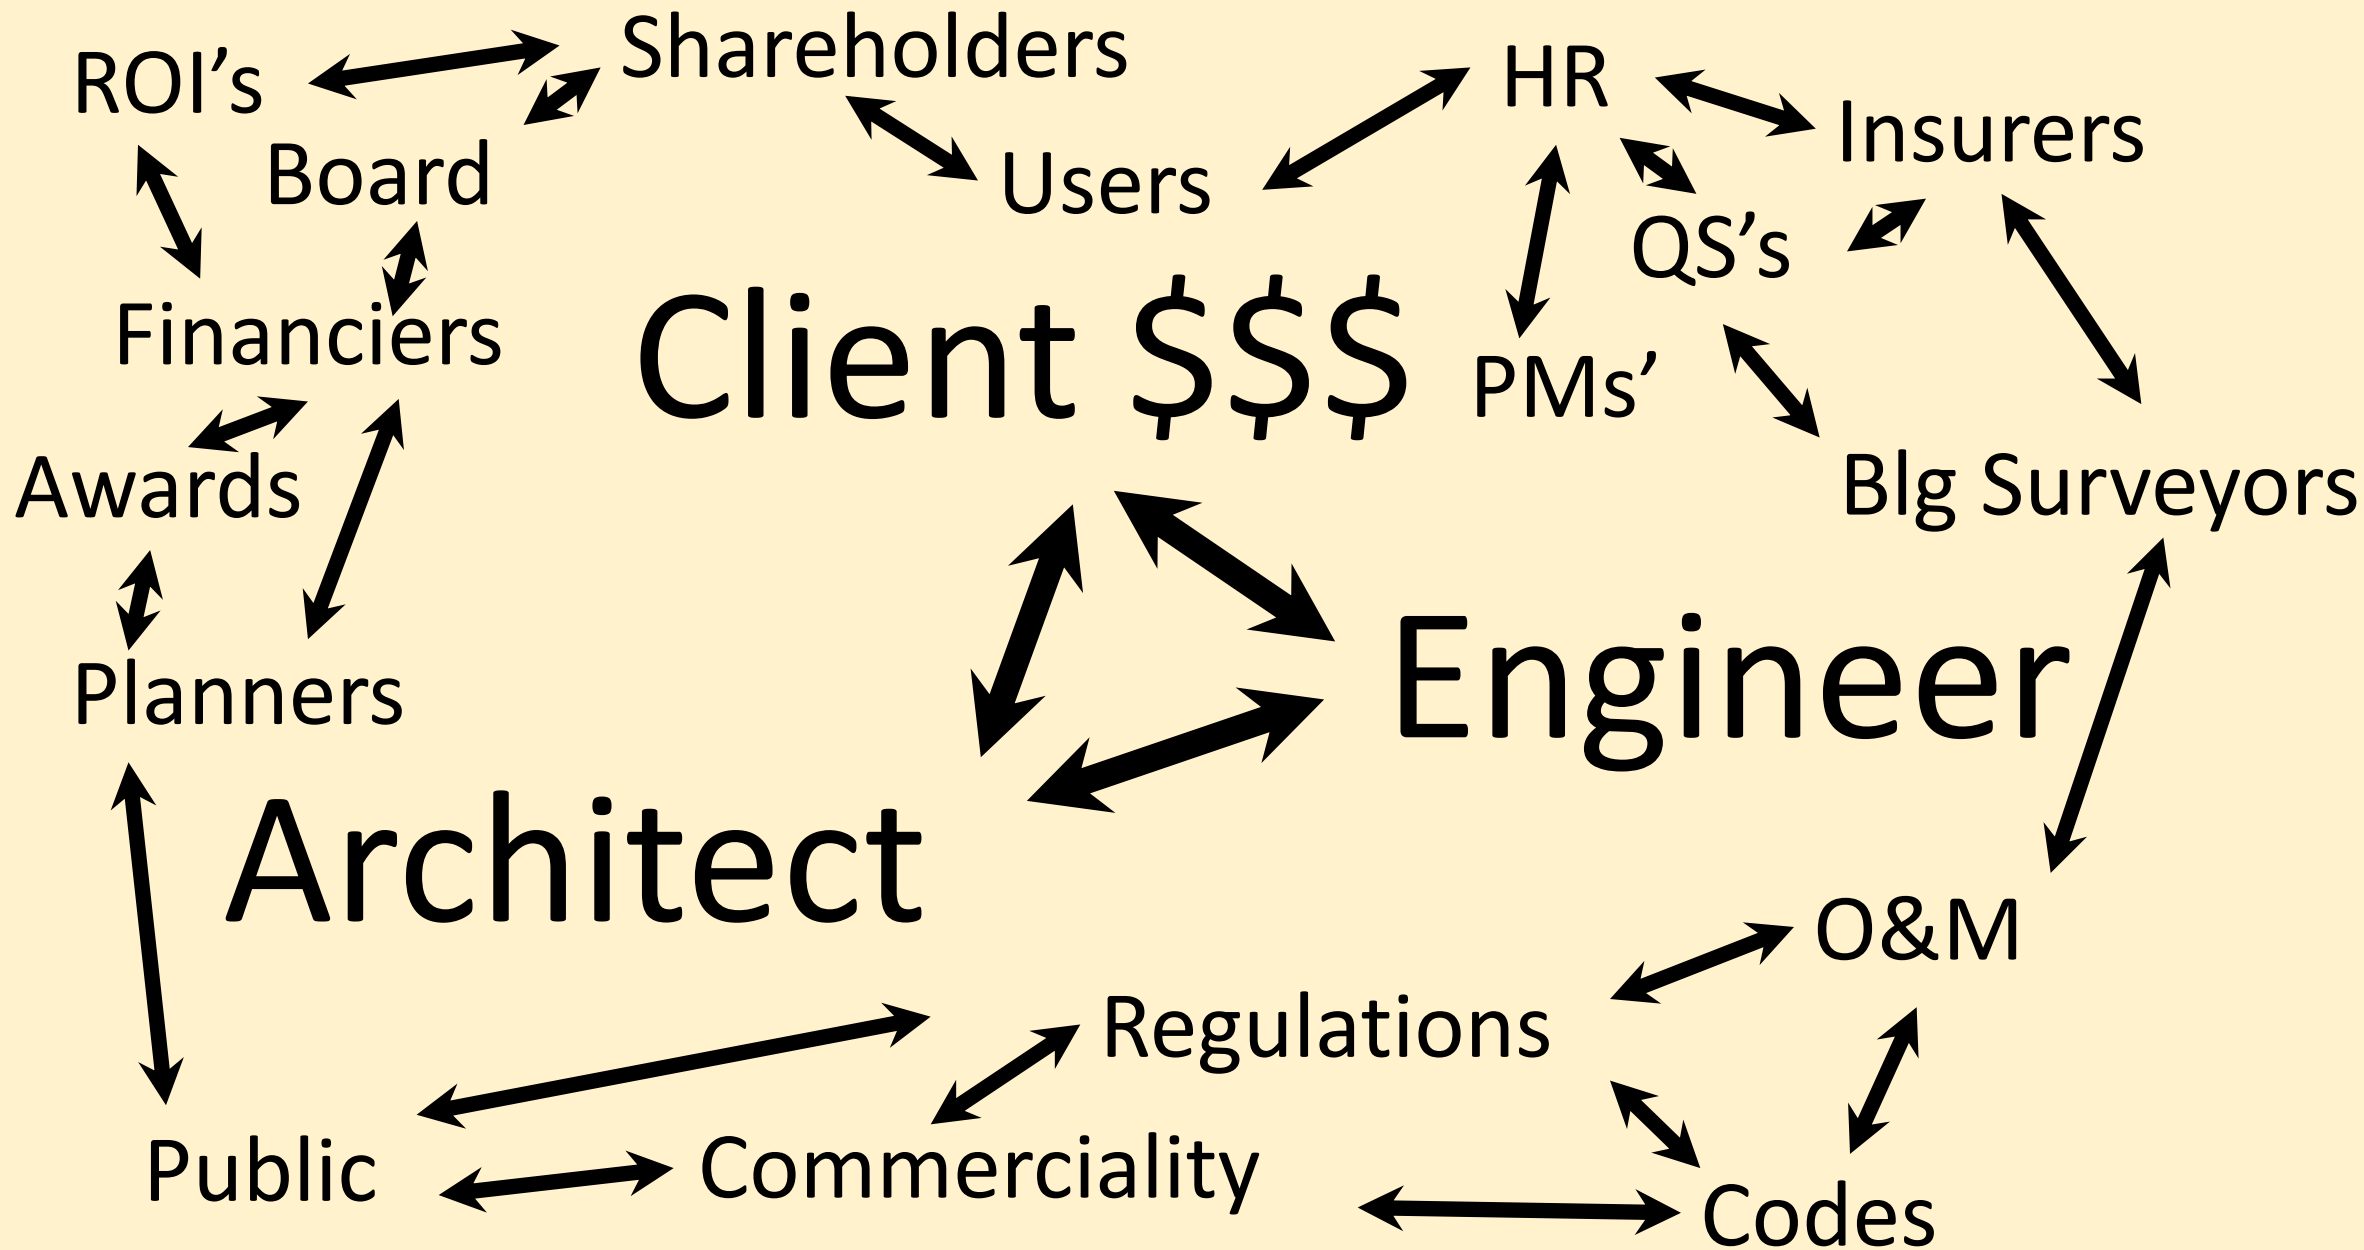 ROI’s
Shareholders
HR
Insurers
Board
Users
QS’s
Financiers
Client $$$
PMs’
Awards
Blg Surveyors
Planners
Engineer
Architect
O&M
Regulations
Public
Commerciality
Codes